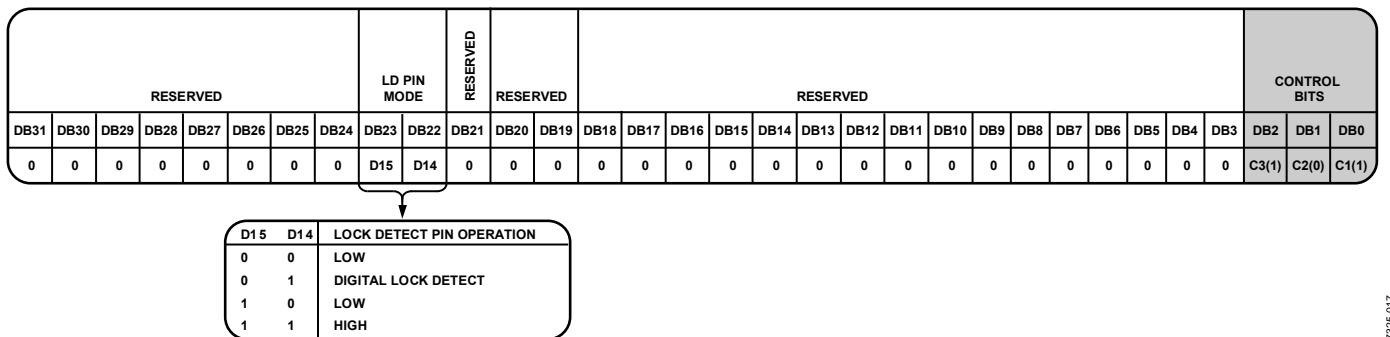 RESERVED
LD PIN
MODE
RESERVED
RESERVED
RESERVED
CONTROL
BITS
DB31 DB30 DB29 DB28 DB27 DB26 DB25 DB24 DB23 DB22 DB21 DB20 DB19 DB18 DB17 DB16 DB15 DB14 DB13 DB12 DB11 DB10 DB9 DB8 DB7 DB6 DB5 DB4 DB3 DB2 DB1 DB0
0 0 0 0 0 0 0 0 D15 D14 0 0 0 0 0 0 0 0 0 0 0 0 0 0 0 0 0 0 0 C3(1) C2(0) C1(1)
D15 D14 LOCK DETECT PIN OPERATION
0 0 LOW
0 1 DIGITAL LOCK DETECT
1 0 LOW
1 1 HIGH